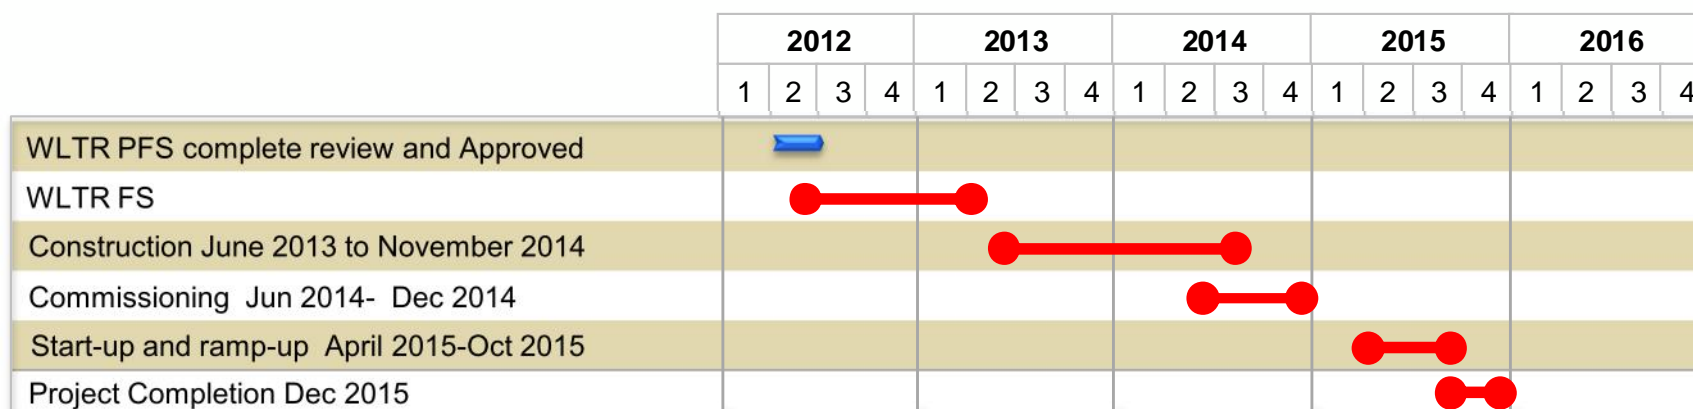 2012 2013 2014 2015 2016
1 2 3 4 1 2 3 4 1 2 3 4 1 2 3 4 1 2 3 4
WLTR PFS complete review and Approved
WLTR FS
Construction June 2013 to November 2014
Commissioning Jun 2014- Dec 2014
Start-up and ramp-up April 2015-Oct 2015
Project Completion Dec 2015